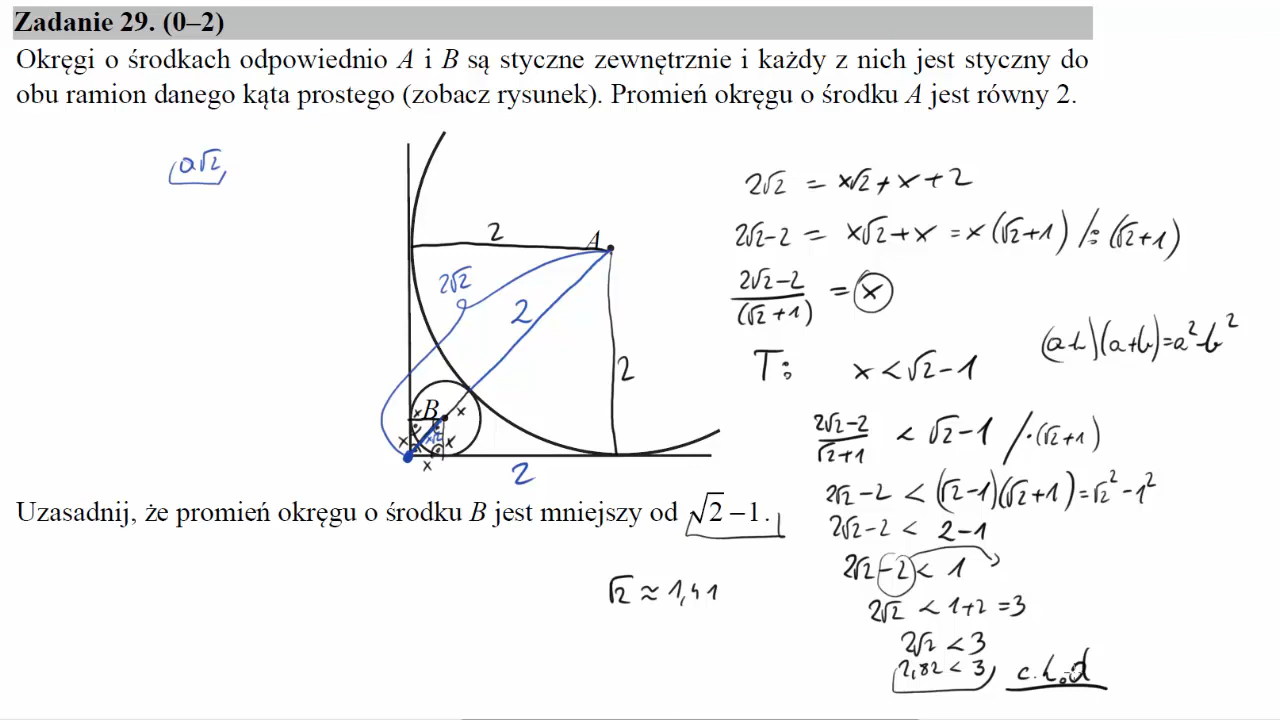 Zadanie 29. (0–2)
Okręgi o środkach odpowiednio A i B są styczne zewnętrznie i każdy z nich jest styczny do
obu ramion danego kąta prostego (zobacz rysunek). Promień okręgu o środku A jest równy 2.
a√2
2
A
2√2
2
2
B
x
x
x
x√2
x
x
2
Uzasadnij, że promień okręgu o środku B jest mniejszy od √2 −1.
√2 ≈ 1,41
2√2 = x√2 + x + 2
2√2−2 = x√2+x = x(√2+1) /:(√2+1)
(2√2−2)/(√2+1) = x
(a-b)(a+b)=a²-b²
T: x < √2−1
(2√2−2)/(√2+1) < √2−1 /·(√2+1)
2√2−2 < (√2−1)(√2+1) = √2²−1²
2√2−2 < 2−1
2√2−2 < 1
2√2 < 1+2 = 3
2√2 < 3
2,82 < 3
c.b.d